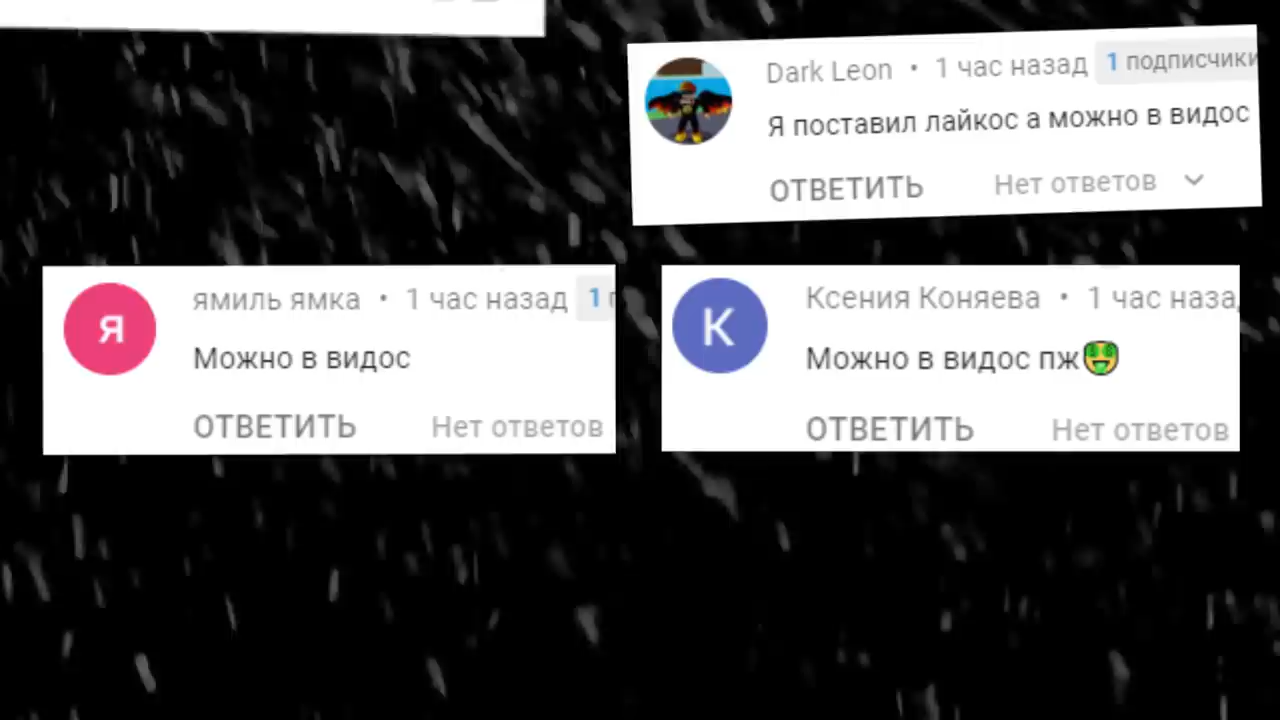 Dark Leon • 1 час назад 1 подписчики
Я поставил лайкос а можно в видос
ОТВЕТИТЬ Нет ответов
Я
ямиль ямка • 1 час назад 1
Можно в видос
ОТВЕТИТЬ Нет ответов
К
Ксения Коняева • 1 час наза
Можно в видос пж🤑
ОТВЕТИТЬ Нет ответов